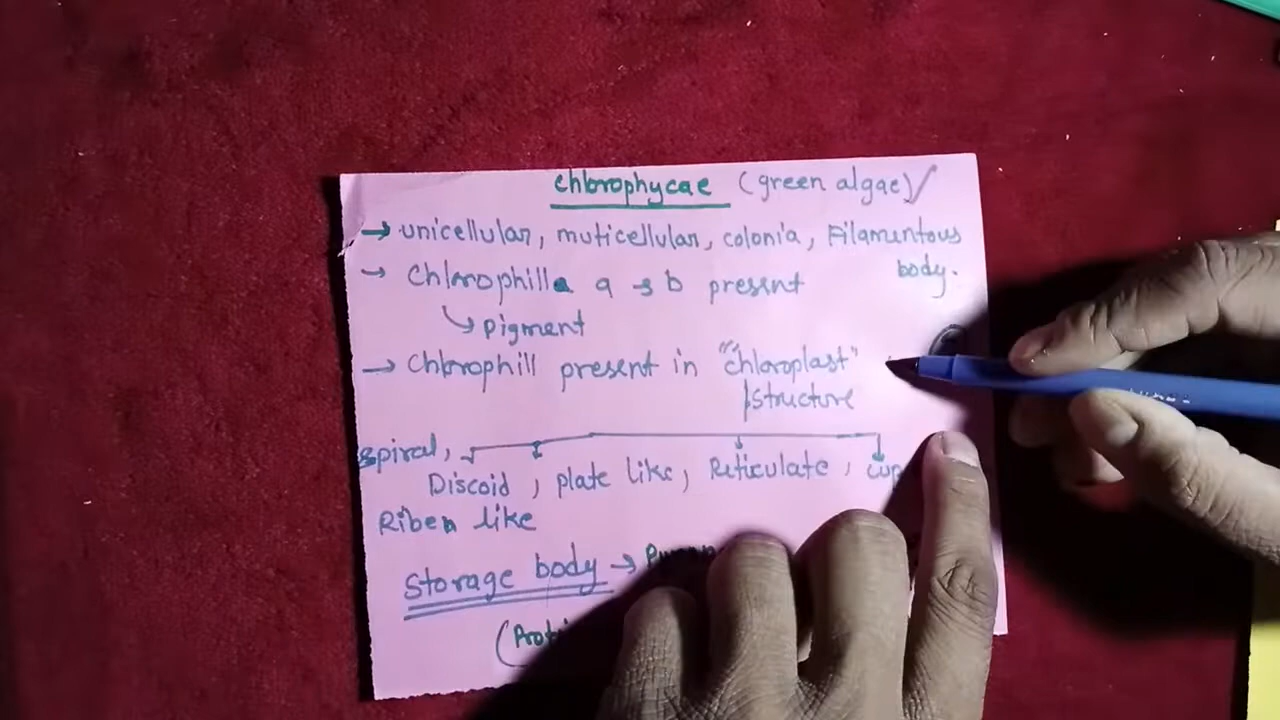 chlorophycae (green algae)
→ unicellular, muticellular, colonia, Filamentous
body.
→ Chlorophilla a → b present
↳ pigment
→ Chlorophill present in "chloroplast"
structure
spiral,
Discoid, plate like, Reticulate, cup
Riben like
Storage body →